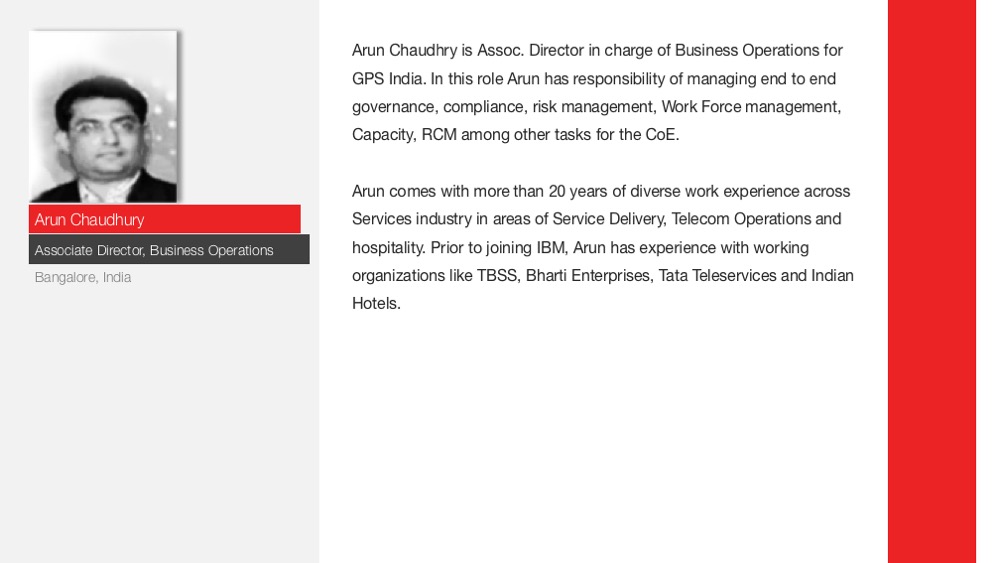 Arun Chaudhury
Associate Director, Business Operations
Bangalore, India
Arun Chaudhry is Assoc. Director in charge of Business Operations for
GPS India. In this role Arun has responsibility of managing end to end
governance, compliance, risk management, Work Force management,
Capacity, RCM among other tasks for the CoE.
Arun comes with more than 20 years of diverse work experience across
Services industry in areas of Service Delivery, Telecom Operations and
hospitality. Prior to joining IBM, Arun has experience with working
organizations like TBSS, Bharti Enterprises, Tata Teleservices and Indian
Hotels.